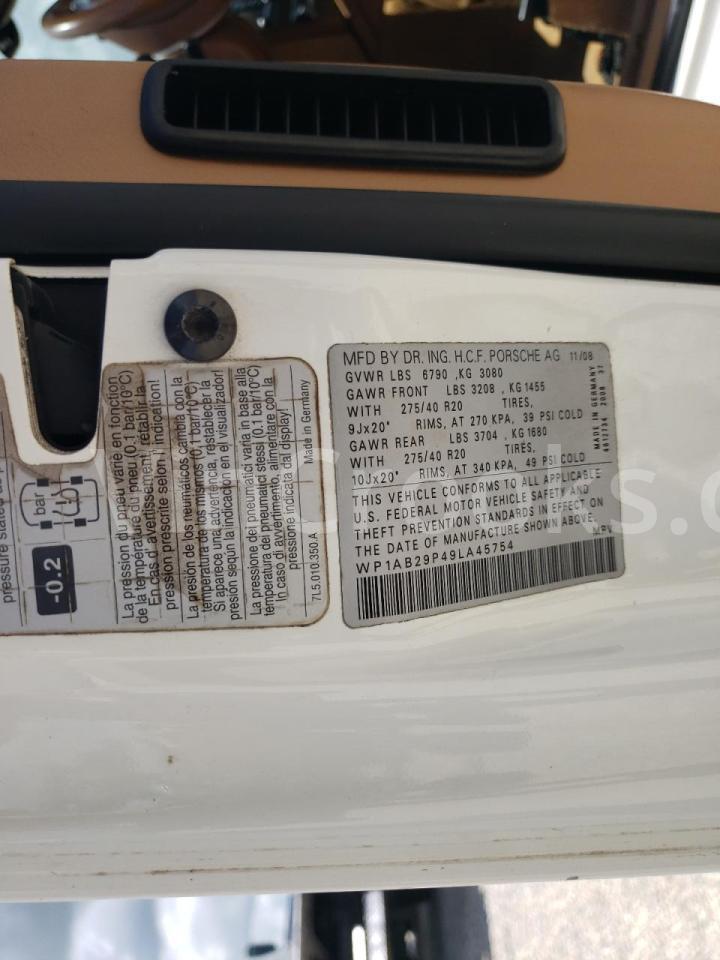 MFD BY DR. ING. H.C.F. PORSCHE AG 11/08
GVWR LBS 6790 ,KG 3080
GAWR FRONT LBS 3208 , KG 1455
WITH 275/40 R20 TIRES,
9Jx20" RIMS, AT 270 KPA, 39 PSI COLD
GAWR REAR LBS 3704 , KG 1680
WITH 275/40 R20 TIRES,
10Jx20" RIMS, AT 340 KPA, 49 PSI COLD
THIS VEHICLE CONFORMS TO ALL APPLICABLE
U.S. FEDERAL MOTOR VEHICLE SAFETY AND
THEFT PREVENTION STANDARDS IN EFFECT ON
THE DATE OF MANUFACTURE SHOWN ABOVE.
MPV
WP1AB29P49LA45754
MADE IN GERMANY
4612734 2008 37
pressure stated
bar
-0.2
La pression du pneu varie en fonction
de la température du pneu (0,1 bar/10°C)
En cas d'avertissement, rétablir la
pression prescrite selon l'indication!
La presión de los neumáticos cambia con la
temperatura de los mismos (0,1 bar/10°C)
Si aparece una advertencia, restablecer la
presión según la indicación en el visualizador!
La pressione dei pneumatici varia in base alla
temperatura dei pneumatici stessi (0,1 bar/10°C)
In caso di avvertimento, alimentare con la
pressione indicata dal display!
Made in Germany
7L5.010.350.A